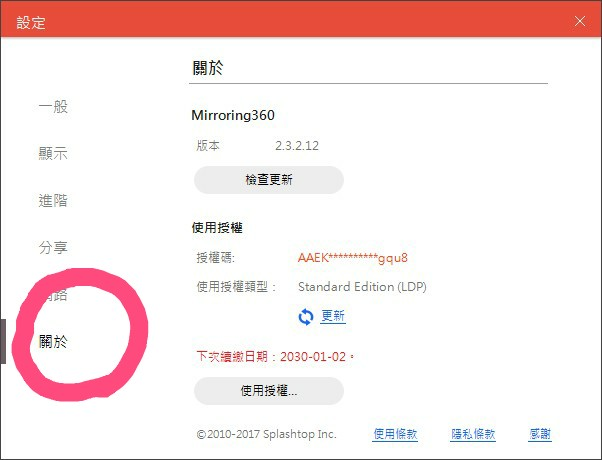 設定
一般
顯示
進階
分享
關於
關於
Mirroring360
版本 2.3.2.12
檢查更新
使用授權
授權碼: AAEK**********gqu8
使用授權類型： Standard Edition (LDP)
更新
下次續繳日期：2030-01-02。
使用授權...
©2010-2017 Splashtop Inc. 使用條款 隱私條款 感謝